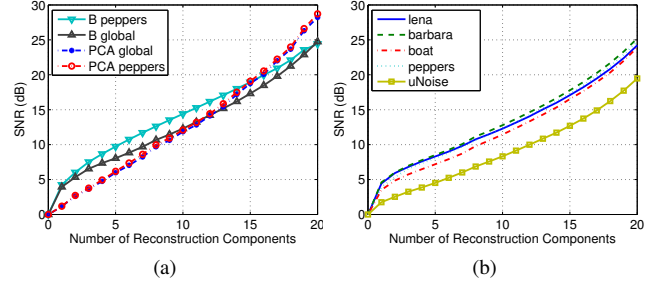 30
25
20
15
10
5
0
SNR (dB)
B peppers
B global
PCA global
PCA peppers
0 5 10 15 20
Number of Reconstruction Components
(a)
30
25
20
15
10
5
0
SNR (dB)
lena
barbara
boat
peppers
uNoise
0 5 10 15 20
Number of Reconstruction Components
(b)